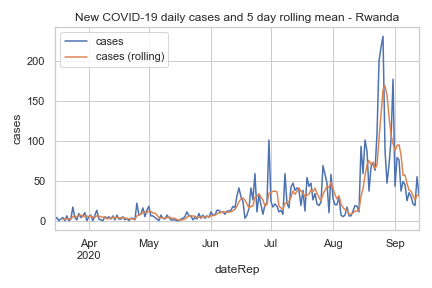 New COVID-19 daily cases and 5 day rolling mean - Rwanda
cases
cases (rolling)
200
150
100
50
0
cases
Apr May Jun Jul Aug Sep
2020
dateRep